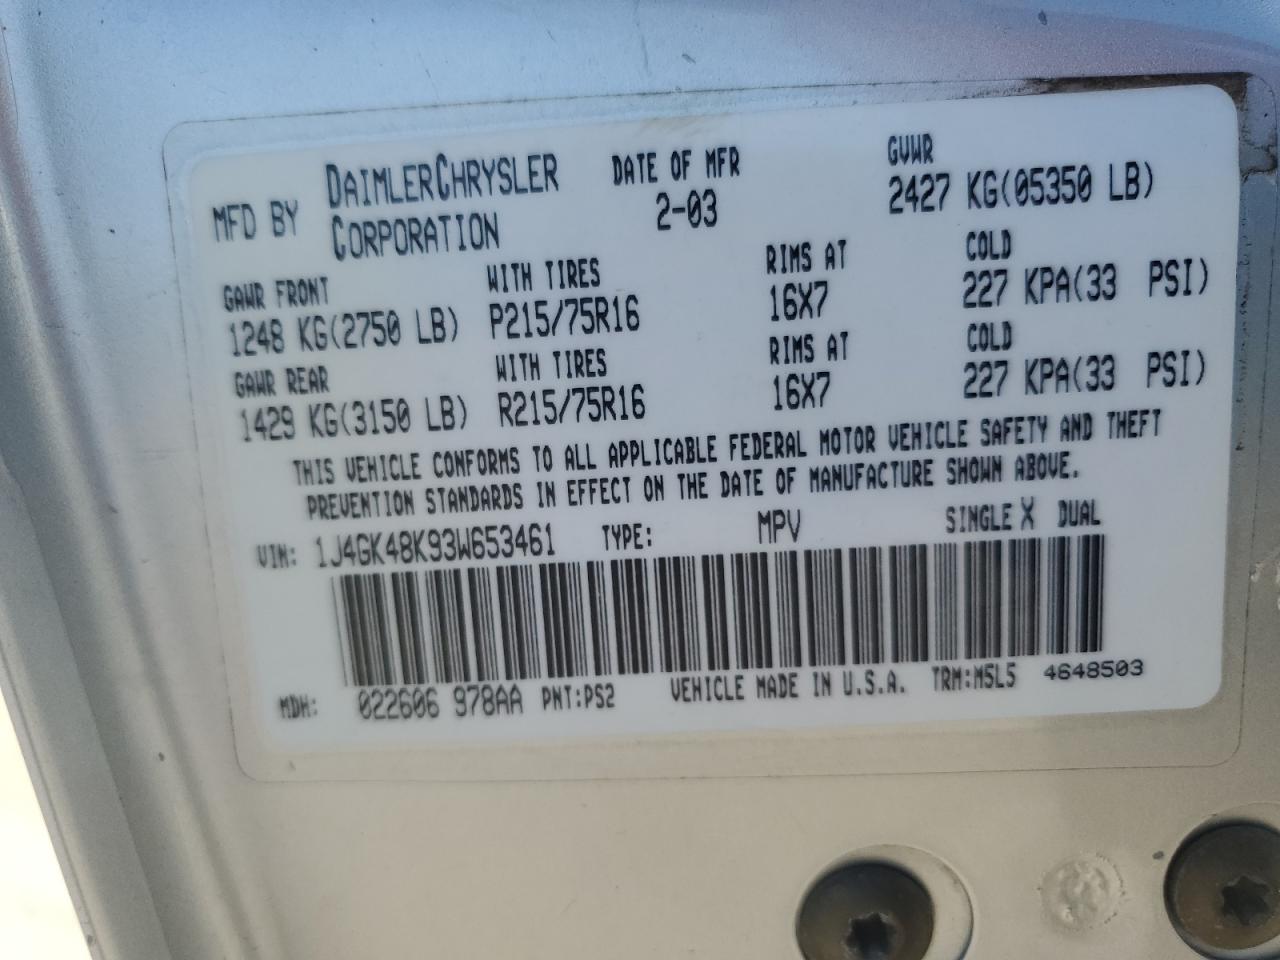 MFD BY DAIMLERCHRYSLER CORPORATION DATE OF MFR 2-03 GVWR 2427 KG(05350 LB)
GAWR FRONT WITH TIRES RIMS AT COLD
1248 KG(2750 LB) P215/75R16 16X7 227 KPA(33 PSI)
GAWR REAR WITH TIRES RIMS AT COLD
1429 KG(3150 LB) R215/75R16 16X7 227 KPA(33 PSI)
THIS VEHICLE CONFORMS TO ALL APPLICABLE FEDERAL MOTOR VEHICLE SAFETY AND THEFT
PREVENTION STANDARDS IN EFFECT ON THE DATE OF MANUFACTURE SHOWN ABOVE.
VIN: 1J4GK48K93W653461 TYPE: MPV SINGLE X DUAL
MDH: 022606 978AA PNT:PS2 VEHICLE MADE IN U.S.A. TRM:M5L5 4648503